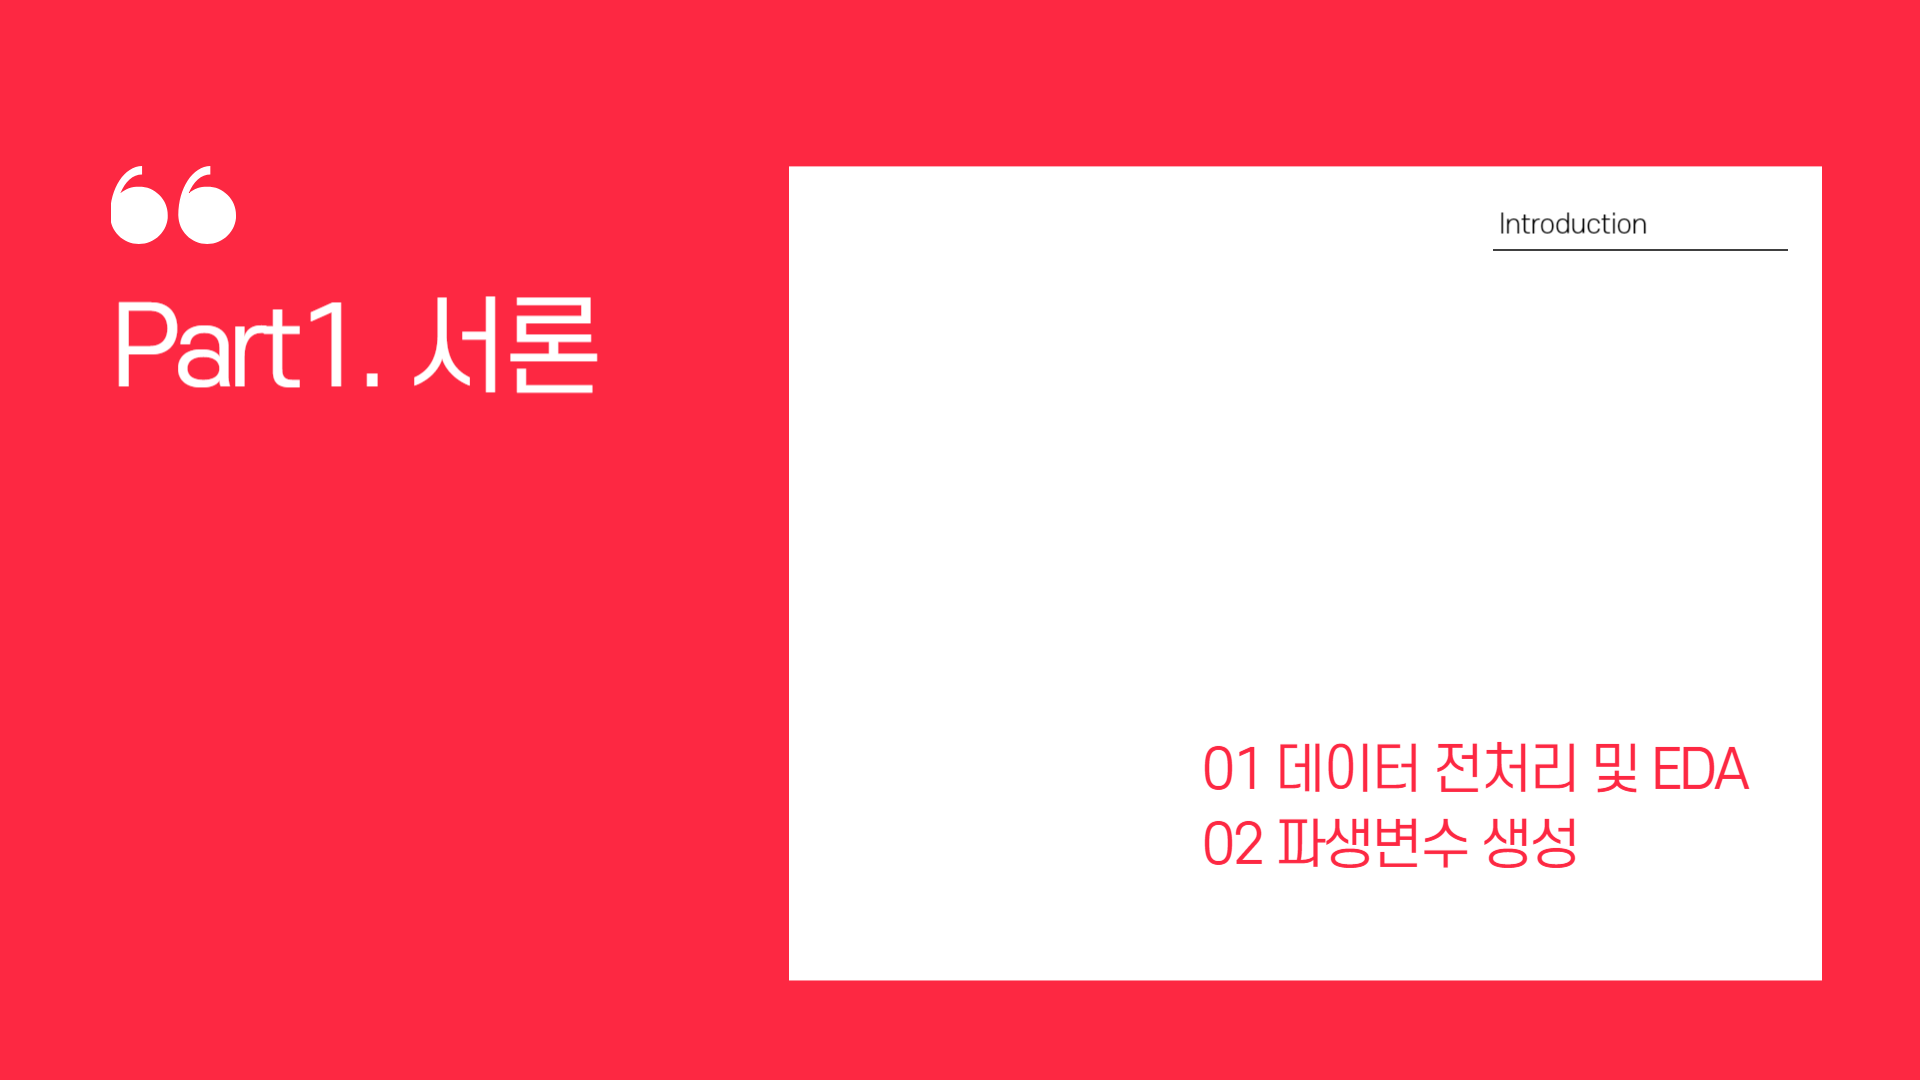 Part1. 서론
Introduction
01 데이터 전처리 및 EDA
02 파생변수 생성